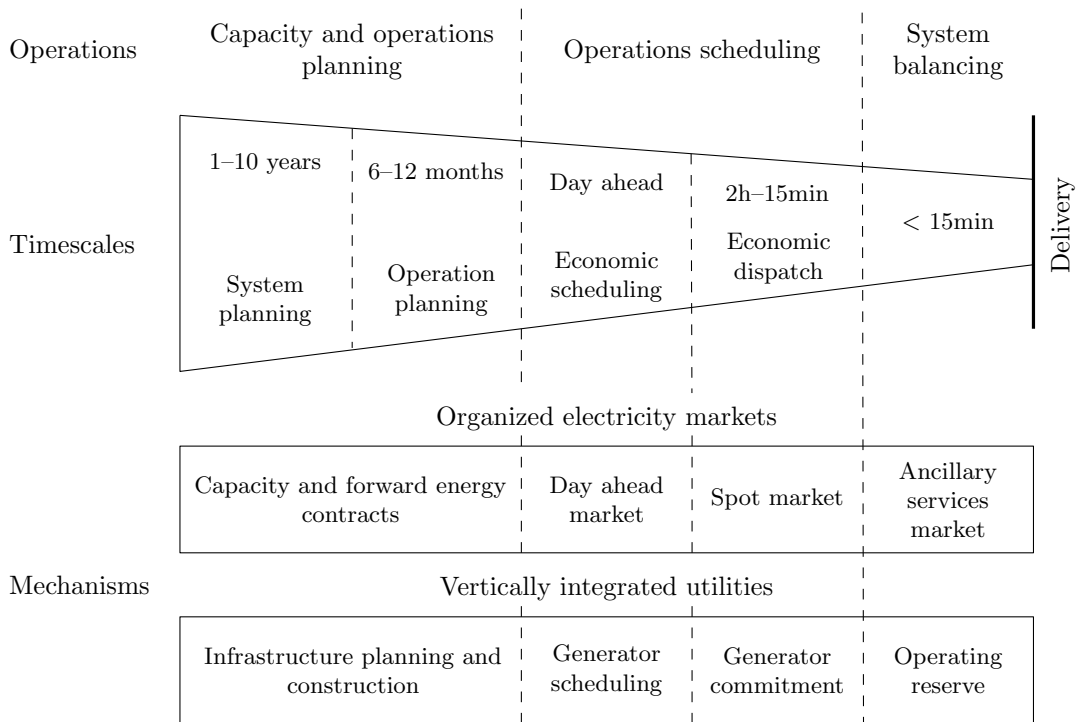 Operations
Capacity and operations
planning
Operations scheduling
System
balancing
Timescales
1–10 years
6–12 months
Day ahead
2h–15min
< 15min
System
planning
Operation
planning
Economic
scheduling
Economic
dispatch
Delivery
Organized electricity markets
Capacity and forward energy
contracts
Day ahead
market
Spot market
Ancillary
services
market
Mechanisms
Vertically integrated utilities
Infrastructure planning and
construction
Generator
scheduling
Generator
commitment
Operating
reserve